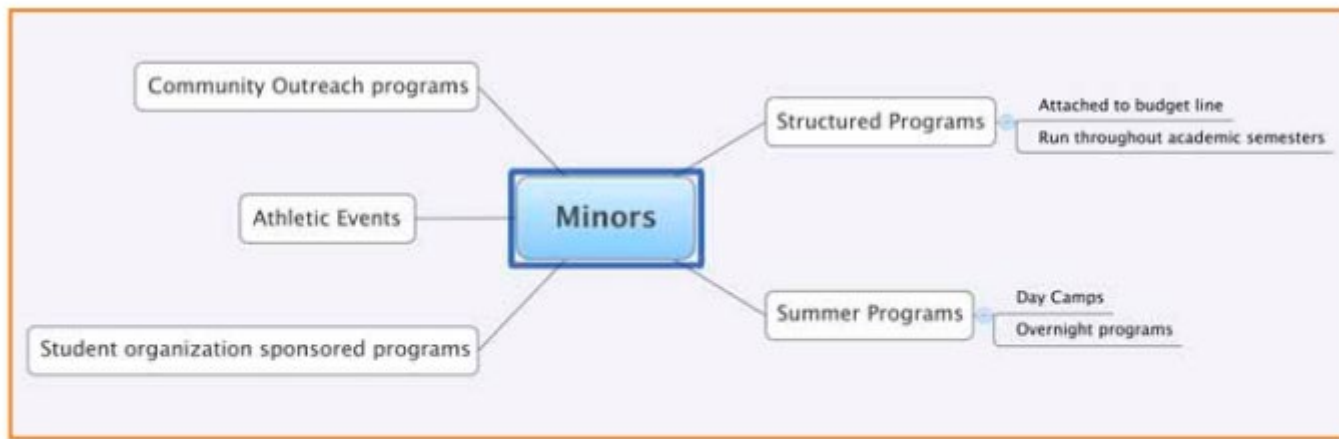 Community Outreach programs
Athletic Events
Student organization sponsored programs
Minors
Structured Programs
Attached to budget line
Run throughout academic semesters
Summer Programs
Day Camps
Overnight programs